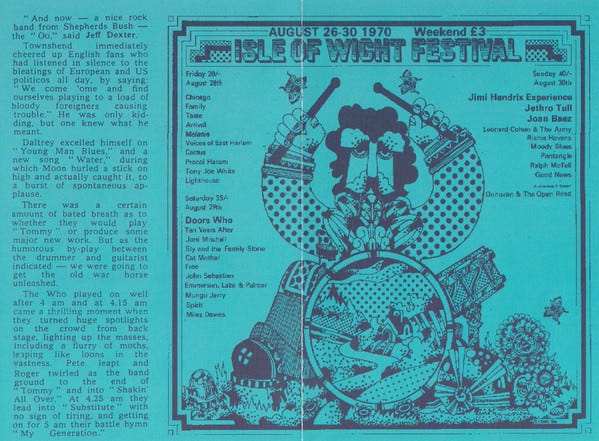 "And now — a nice rock
band from Shepherds Bush —
the "Oo," said Jeff Dexter.
Townshend immediately
cheered up English fans who
had listened in silence to the
bleatings of European and US
politicos all day, by saying:
"We come 'ome and find
ourselves playing to a load of
bloody foreigners causing
trouble." He was only kid-
ding, but one knew what he
meant.
Daltrey excelled himself on
"Young Man Blues," and a
new song "Water," during
which Moon hurled a stick on
high and actually caught it, to
a burst of spontaneous ap-
plause.
There was a certain
amount of bated breath as to
whether they would play
"Tommy" or produce some
major new work. But as the
humorous by-play between
the drummer and guitarist
indicated — we were going to
get the old war horse
unleashed.
The Who played on well
after 4 am and at 4.15 am
came a thrilling moment when
they turned huge spotlights
on the crowd from back
stage, lighting up the masses,
including a flurry of moths,
leaping like loons in the
vastness. Pete leapt and
Roger twirled as the band
ground to the end of
"Tommy" and into "Shakin'
All Over." At 4.25 am they
lead into "Substitute" with
no sign of tiring, and getting
on for 5 am their battle hymn
"My Generation."
AUGUST 26-30 1970 Weekend £3
ISLE OF WIGHT FESTIVAL
Friday 20/-
August 28th
Chicago
Family
Taste
Arrival
Melanie
Voices of East Harlem
Cactus
Procol Harum
Tony Joe White
Lighthouse
Saturday 35/-
August 29th
Doors Who
Ten Years After
Joni Mitchell
Sly and the Family Stone
Cat Mother
Free
John Sebastian
Emmerson, Lake & Palmer
Mungo Jerry
Spirit
Miles Davies
Sunday 40/-
August 30th
Jimi Hendrix Experience
Jethro Tull
Joan Baez
Leonard Cohen & The Army
Richie Havens
Moody Blues
Pentangle
Ralph McTell
Good News
Donovan & The Open Road